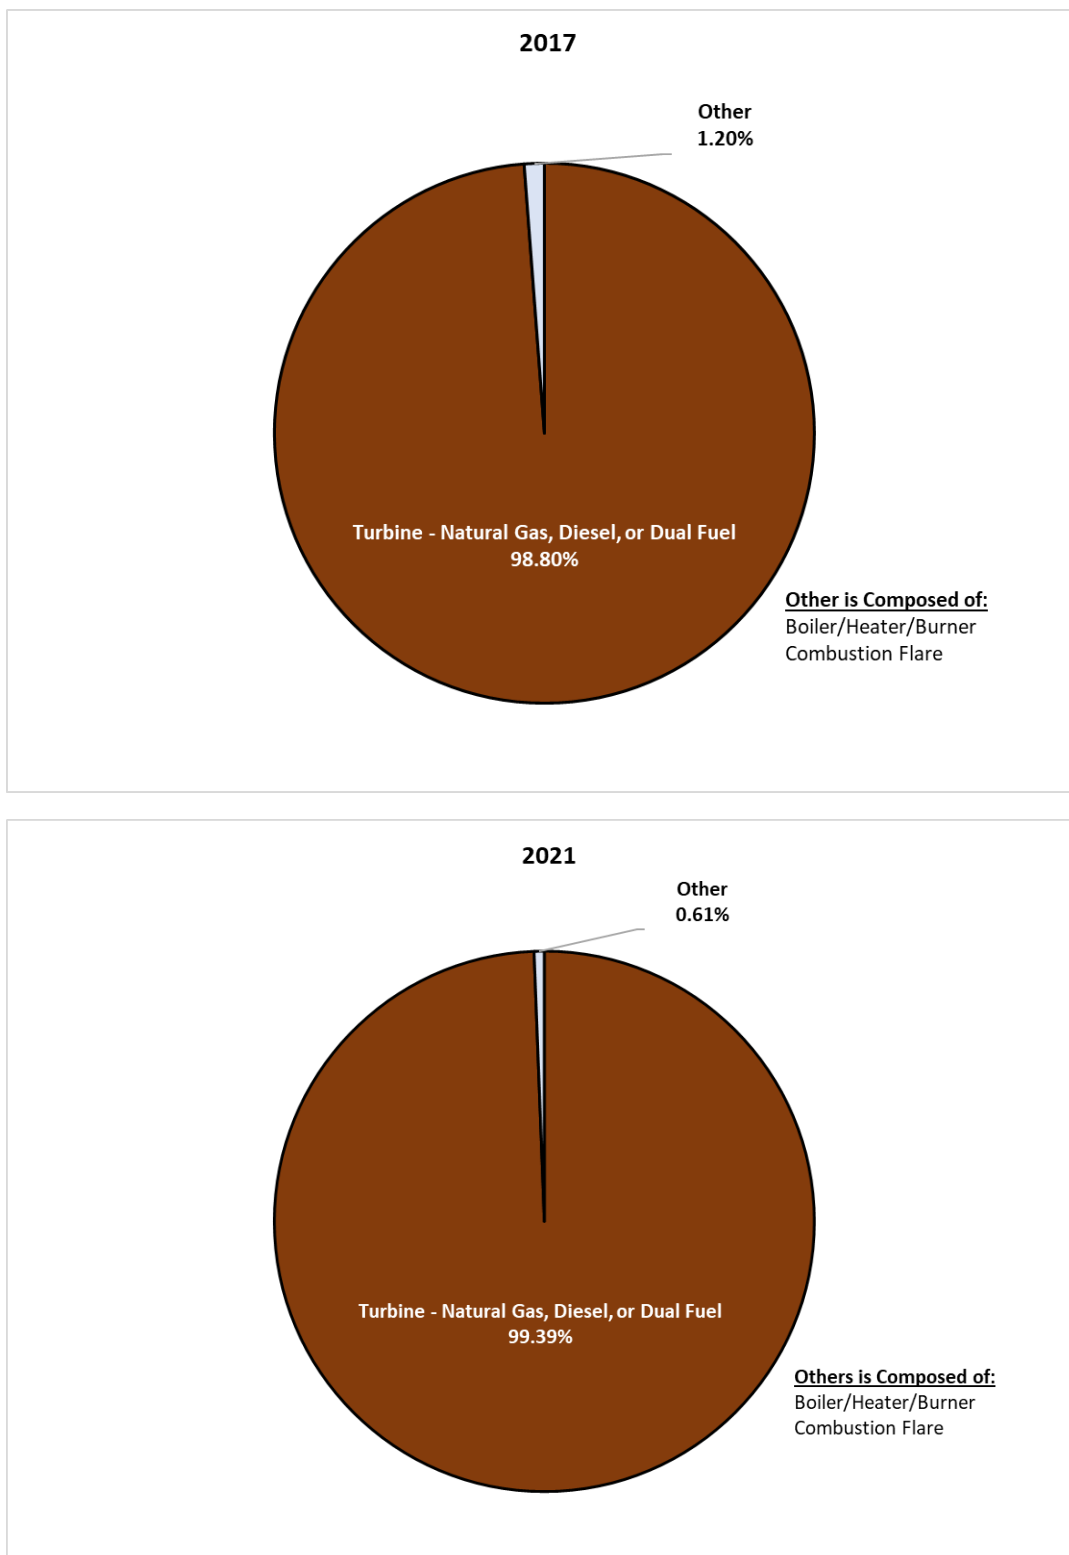 2017
Other
1.20%
Turbine - Natural Gas, Diesel, or Dual Fuel
98.80%
Other is Composed of:
Boiler/Heater/Burner
Combustion Flare
2021
Other
0.61%
Turbine - Natural Gas, Diesel, or Dual Fuel
99.39%
Others is Composed of:
Boiler/Heater/Burner
Combustion Flare